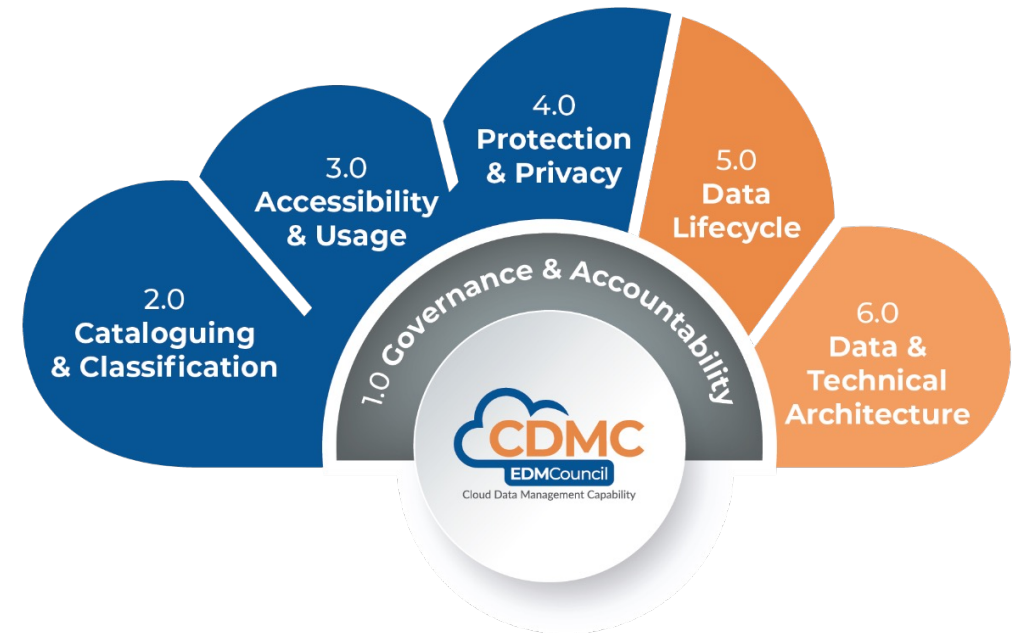 1.0 Governance & Accountability
2.0
Cataloguing
& Classification
3.0
Accessibility
& Usage
4.0
Protection
& Privacy
5.0
Data
Lifecycle
6.0
Data &
Technical
Architecture
CDMC
EDMCouncil
Cloud Data Management Capability